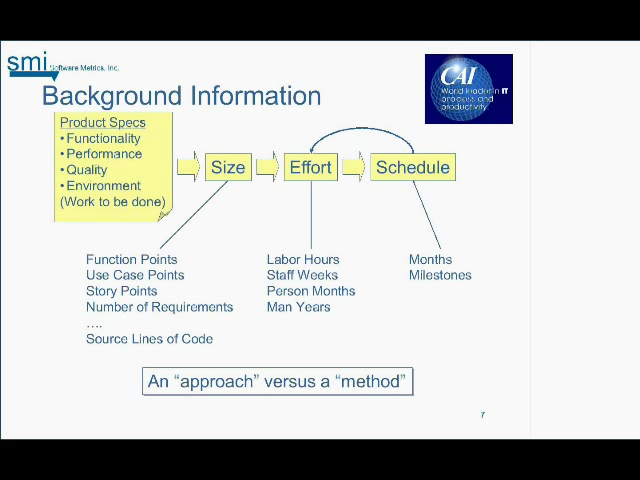 smi Software Metrics, Inc.
CAI
World leader in IT
process and
productivity
Background Information
Product Specs
• Functionality
• Performance
• Quality
• Environment
(Work to be done)
Size
Effort
Schedule
Function Points
Use Case Points
Story Points
Number of Requirements
....
Source Lines of Code
Labor Hours
Staff Weeks
Person Months
Man Years
Months
Milestones
An “approach” versus a “method”
7